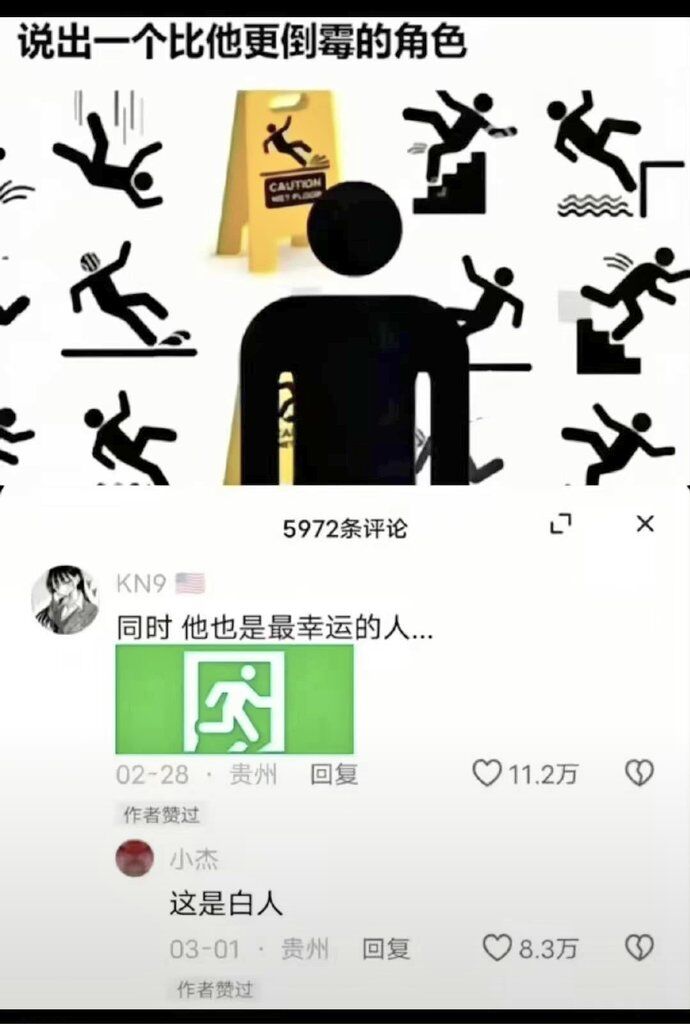 说出一个比他更倒霉的角色
CAUTION
WET FLOOR
5972条评论
KN9 🇺🇸
同时 他也是最幸运的人...
02-28 · 贵州 回复
11.2万
作者赞过
小杰
这是白人
03-01 · 贵州 回复
8.3万
作者赞过